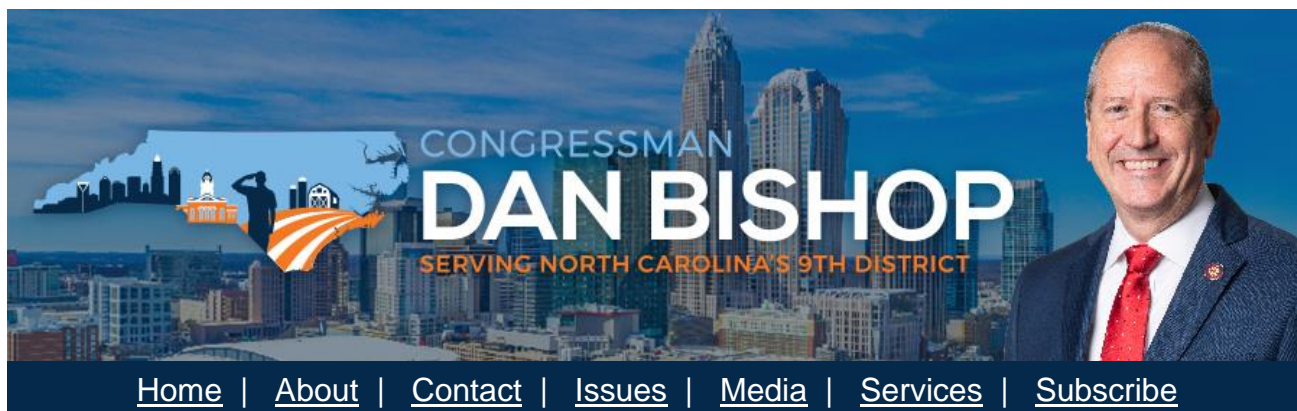 CONGRESSMAN
DAN BISHOP
SERVING NORTH CAROLINA'S 9TH DISTRICT
Home | About | Contact | Issues | Media | Services | Subscribe